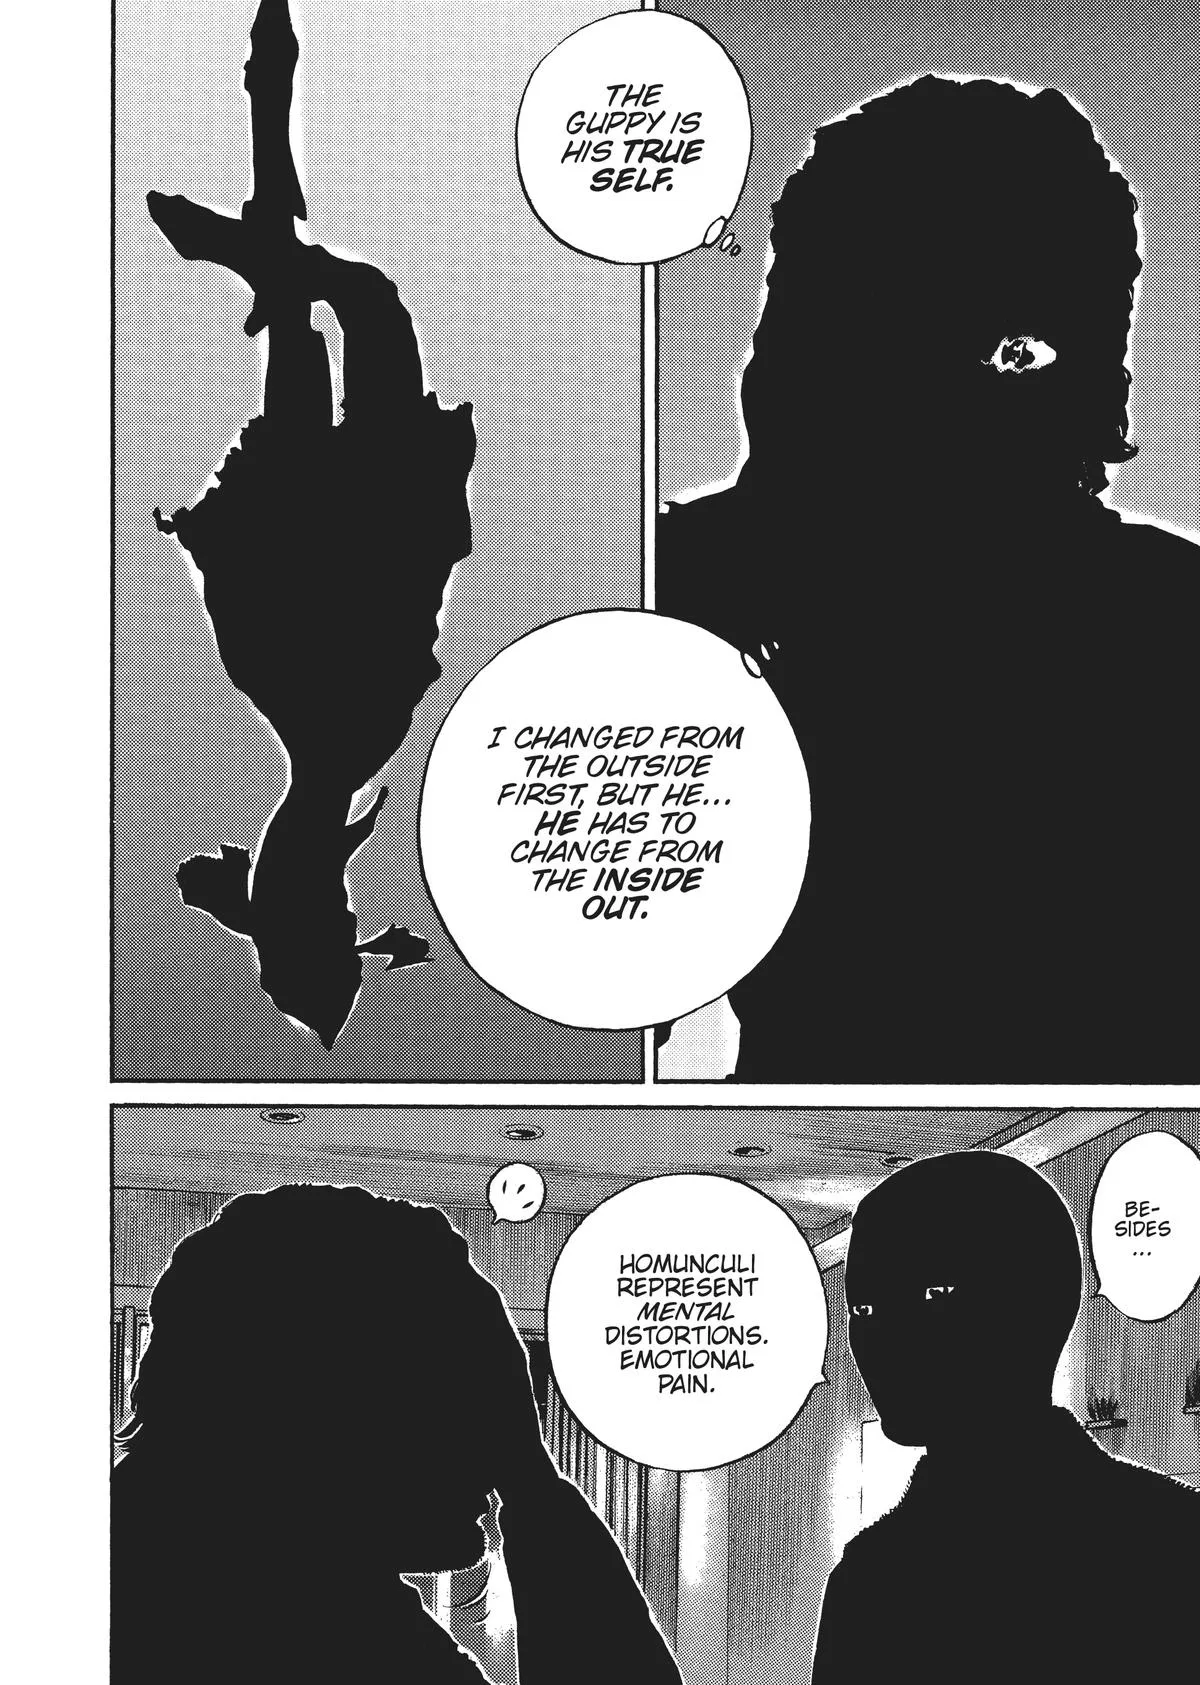 THE
GUPPY IS
HIS TRUE
SELF.
I CHANGED FROM
THE OUTSIDE
FIRST, BUT HE...
HE HAS TO
CHANGE FROM
THE INSIDE
OUT.
BE-
SIDES
...
HOMUNCULI
REPRESENT
MENTAL
DISTORTIONS.
EMOTIONAL
PAIN.